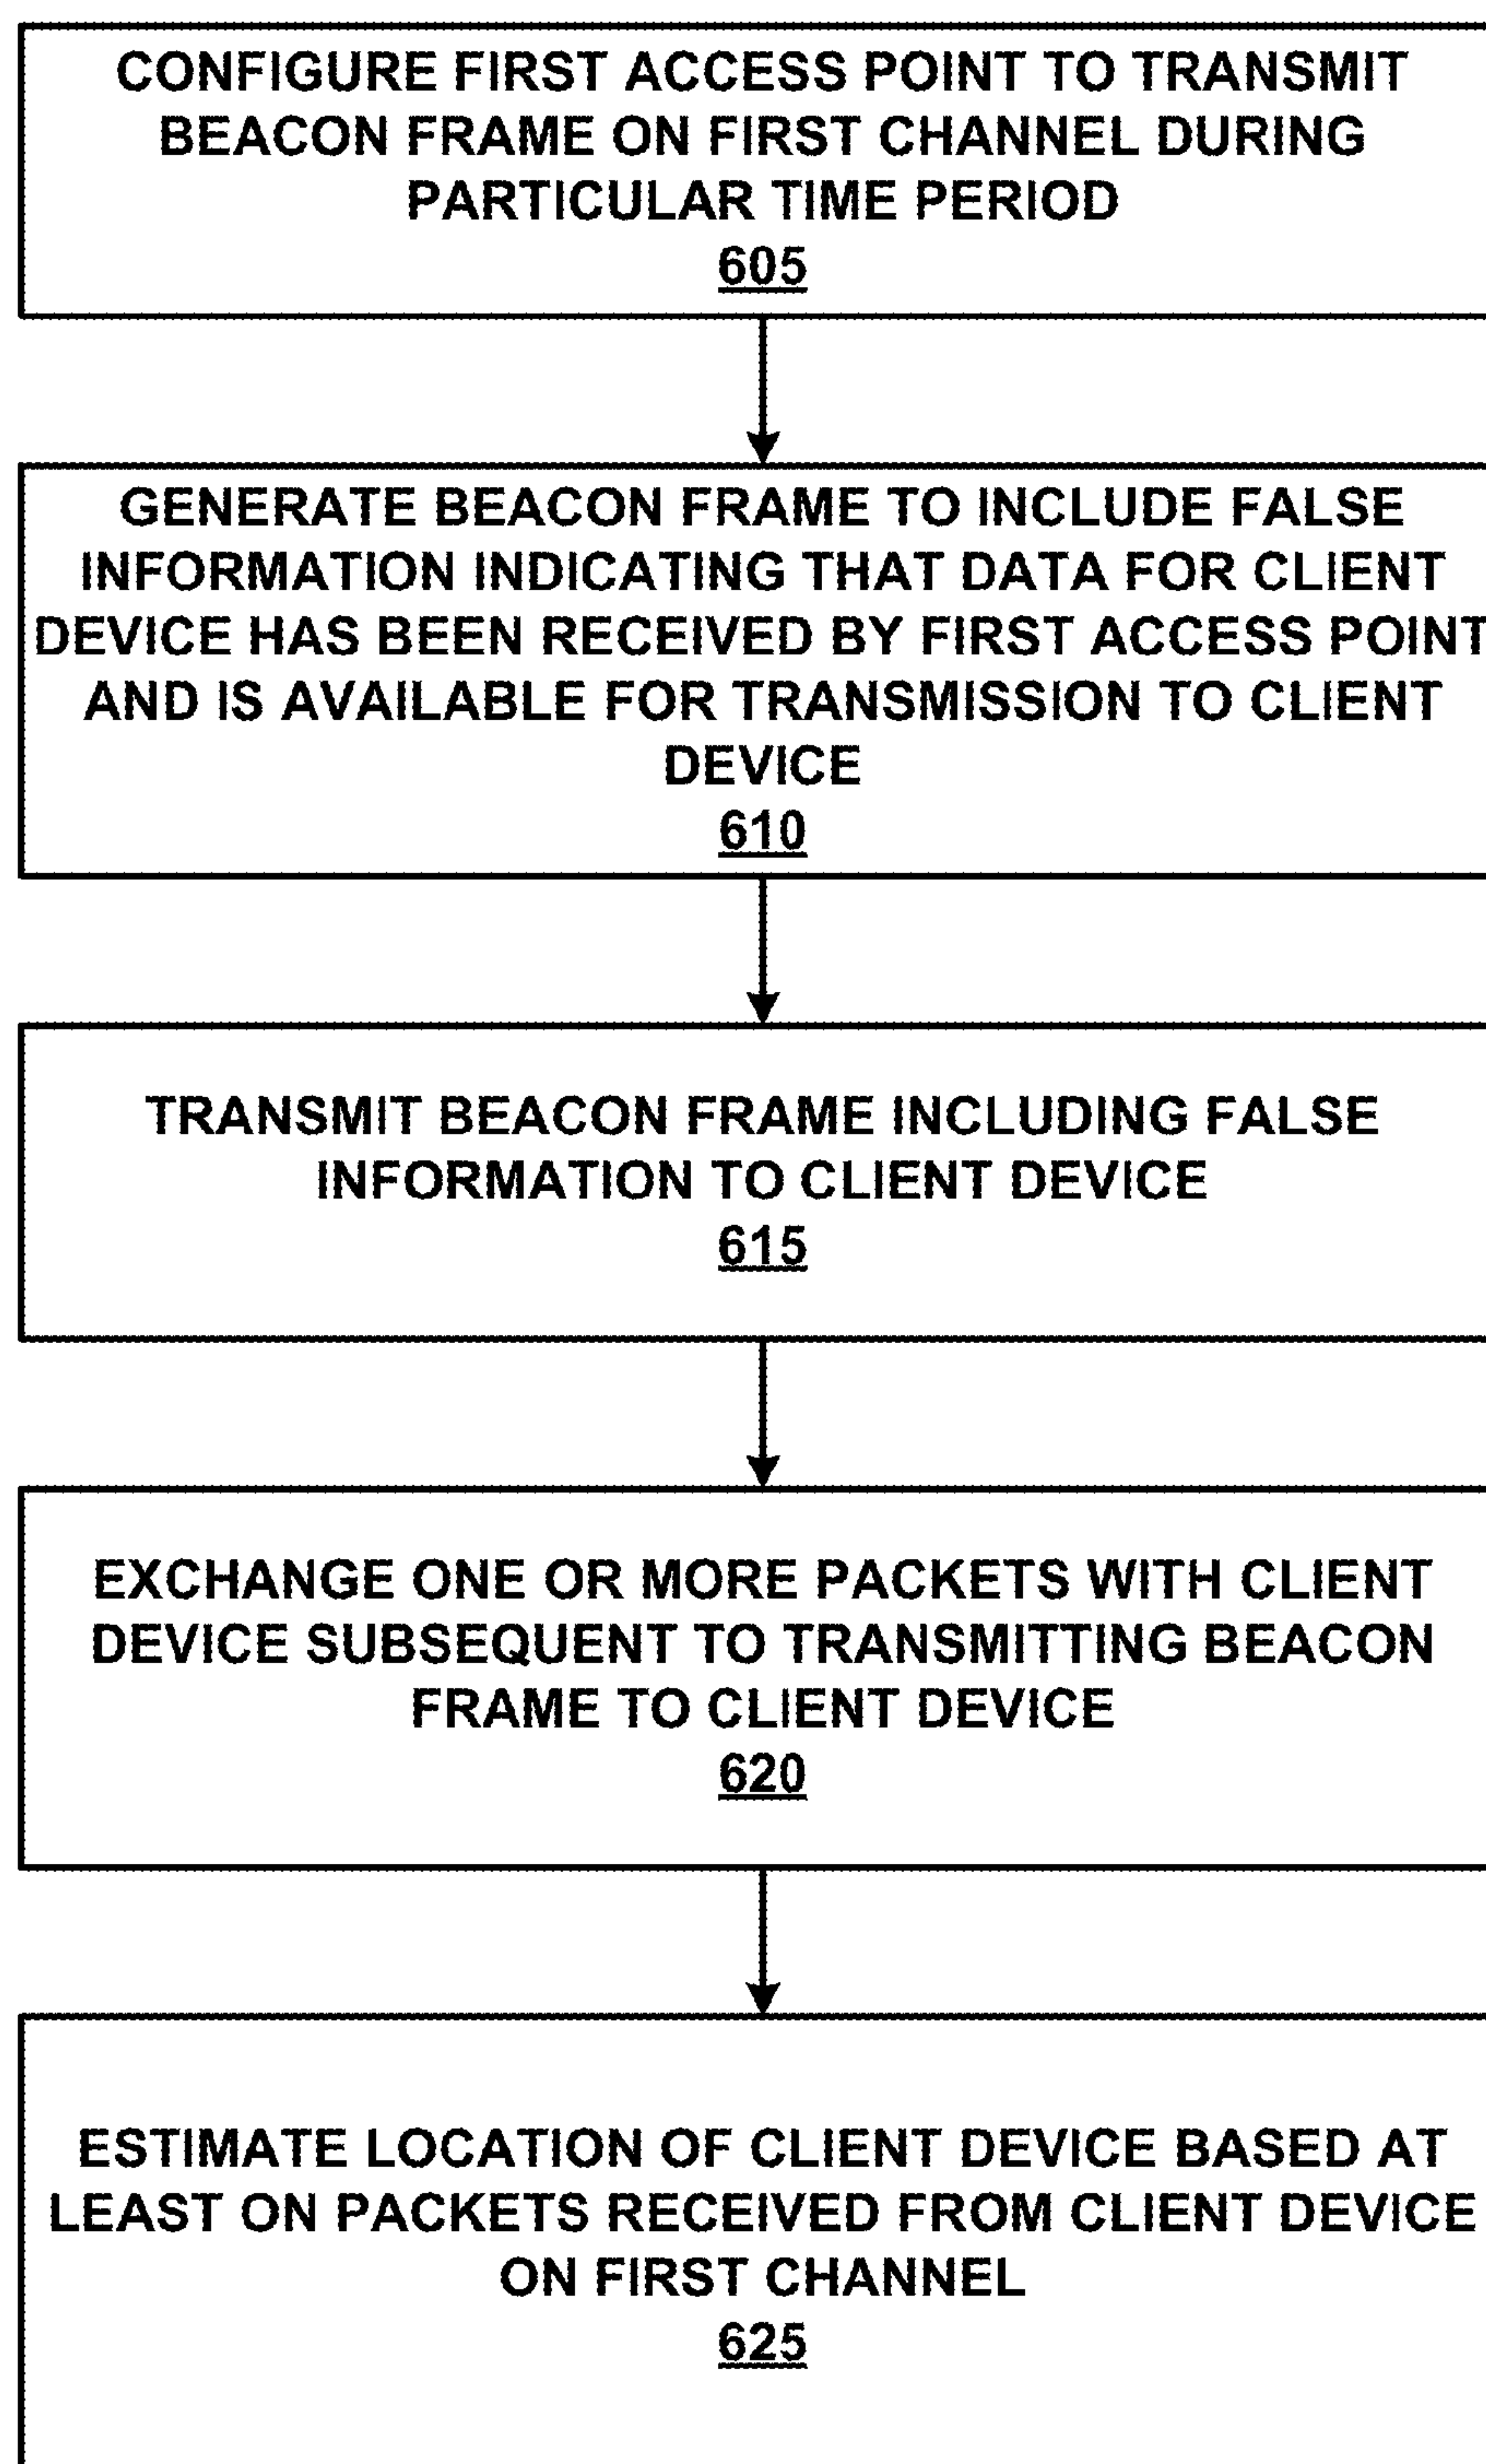 CONFIGURE FIRST ACCESS POINT TO TRANSMIT
BEACON FRAME ON FIRST CHANNEL DURING
PARTICULAR TIME PERIOD
605
GENERATE BEACON FRAME TO INCLUDE FALSE
INFORMATION INDICATING THAT DATA FOR CLIENT
DEVICE HAS BEEN RECEIVED BY FIRST ACCESS POINT
AND IS AVAILABLE FOR TRANSMISSION TO CLIENT
DEVICE
610
TRANSMIT BEACON FRAME INCLUDING FALSE
INFORMATION TO CLIENT DEVICE
615
EXCHANGE ONE OR MORE PACKETS WITH CLIENT
DEVICE SUBSEQUENT TO TRANSMITTING BEACON
FRAME TO CLIENT DEVICE
620
ESTIMATE LOCATION OF CLIENT DEVICE BASED AT
LEAST ON PACKETS RECEIVED FROM CLIENT DEVICE
ON FIRST CHANNEL
625